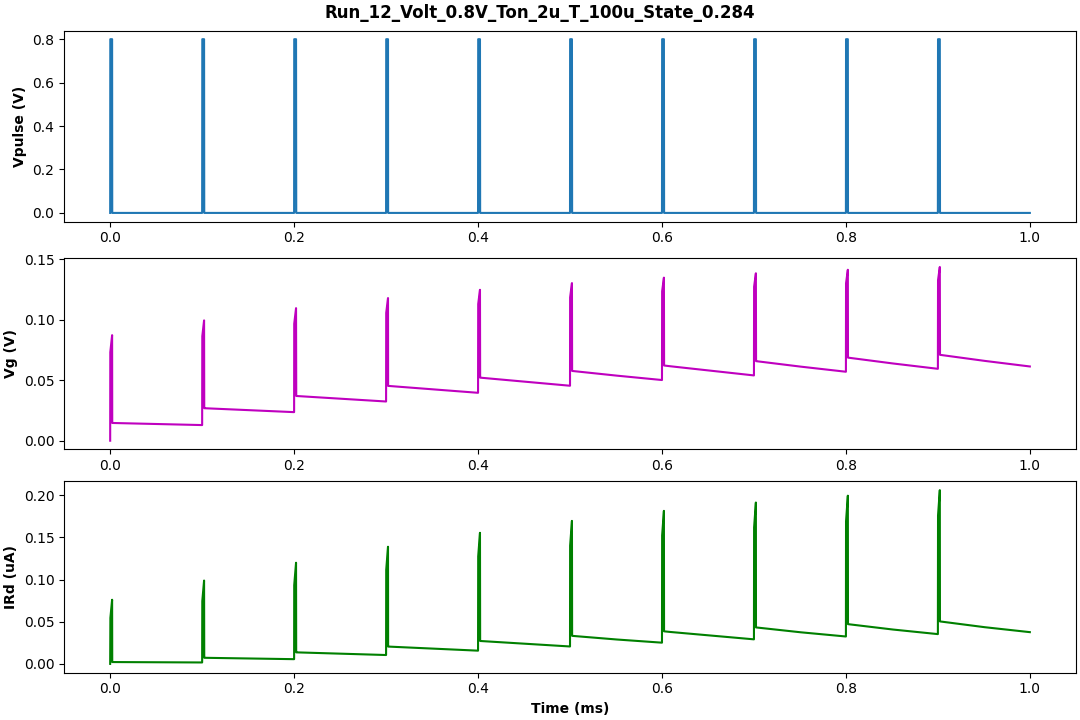 Run_12_Volt_0.8V_Ton_2u_T_100u_State_0.284
Vpulse (V)
0.8
0.6
0.4
0.2
0.0
0.0 0.2 0.4 0.6 0.8 1.0
Vg (V)
0.15
0.10
0.05
0.00
0.0 0.2 0.4 0.6 0.8 1.0
IRd (uA)
0.20
0.15
0.10
0.05
0.00
0.0 0.2 0.4 0.6 0.8 1.0
Time (ms)